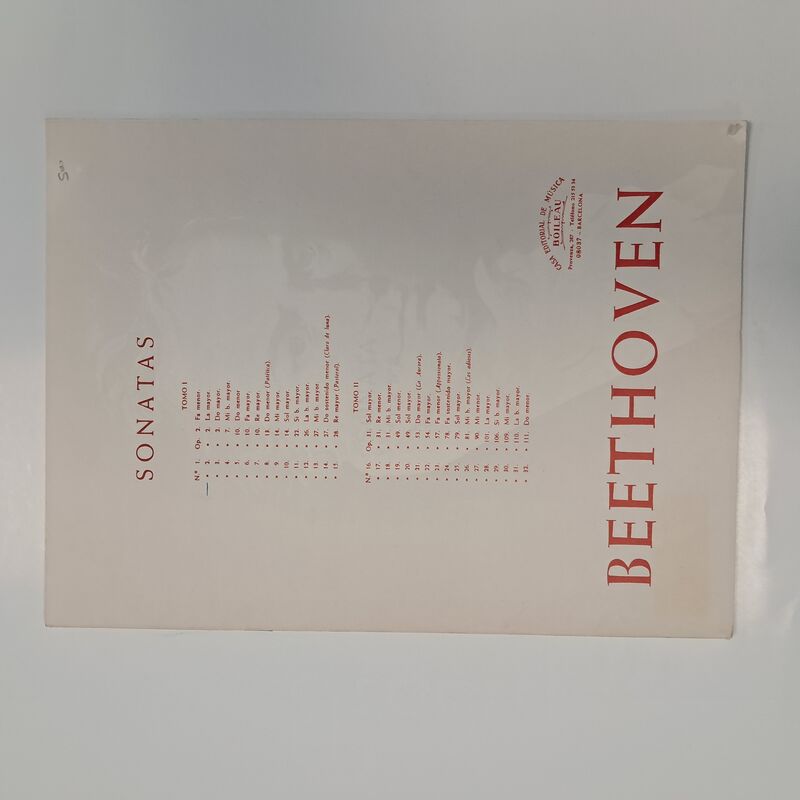 SONATAS
TOMO I
N.º 1. Op. 2. Fa menor.
» 2. » 2. La mayor.
» 3. » 2. Do mayor.
» 4. » 7. Mi b. mayor.
» 5. » 10. Do menor
» 6. » 10. Fa mayor.
» 7. » 10. Re mayor.
» 8. » 13. Do menor (Patética).
» 9. » 14. Mi mayor.
» 10. » 14. Sol mayor.
» 11. » 22. Si b. mayor.
» 12. » 26. La b. mayor.
» 13. » 27. Mi b. mayor.
» 14. » 27. Do sostenido menor (Claro de luna).
» 15. » 28. Re mayor (Pastoral).
TOMO II
N.º 16. Op. 31. Sol mayor.
» 17. » 31. Re menor.
» 18. » 31. Mi b. mayor.
» 19. » 49. Sol menor.
» 20. » 49. Sol mayor.
» 21. » 53. Do mayor (La Aurora).
» 22. » 54. Fa mayor.
» 23. » 57. Fa menor (Appassionata).
» 24. » 78. Fa sostenido mayor.
» 25. » 79. Sol mayor.
» 26. » 81. Mi b. mayor (Los adioses).
» 27. » 90. Mi menor.
» 28. » 101. La mayor.
» 29. » 106. Si b. mayor.
» 30. » 109. Mi mayor.
» 31. » 110. La b. mayor.
» 32. » 111. Do menor.
CASA EDITORIAL DE MÚSICA
BOILEAU
Provenza, 287 - Teléfono 215 53 34
08037 - BARCELONA
BEETHOVEN